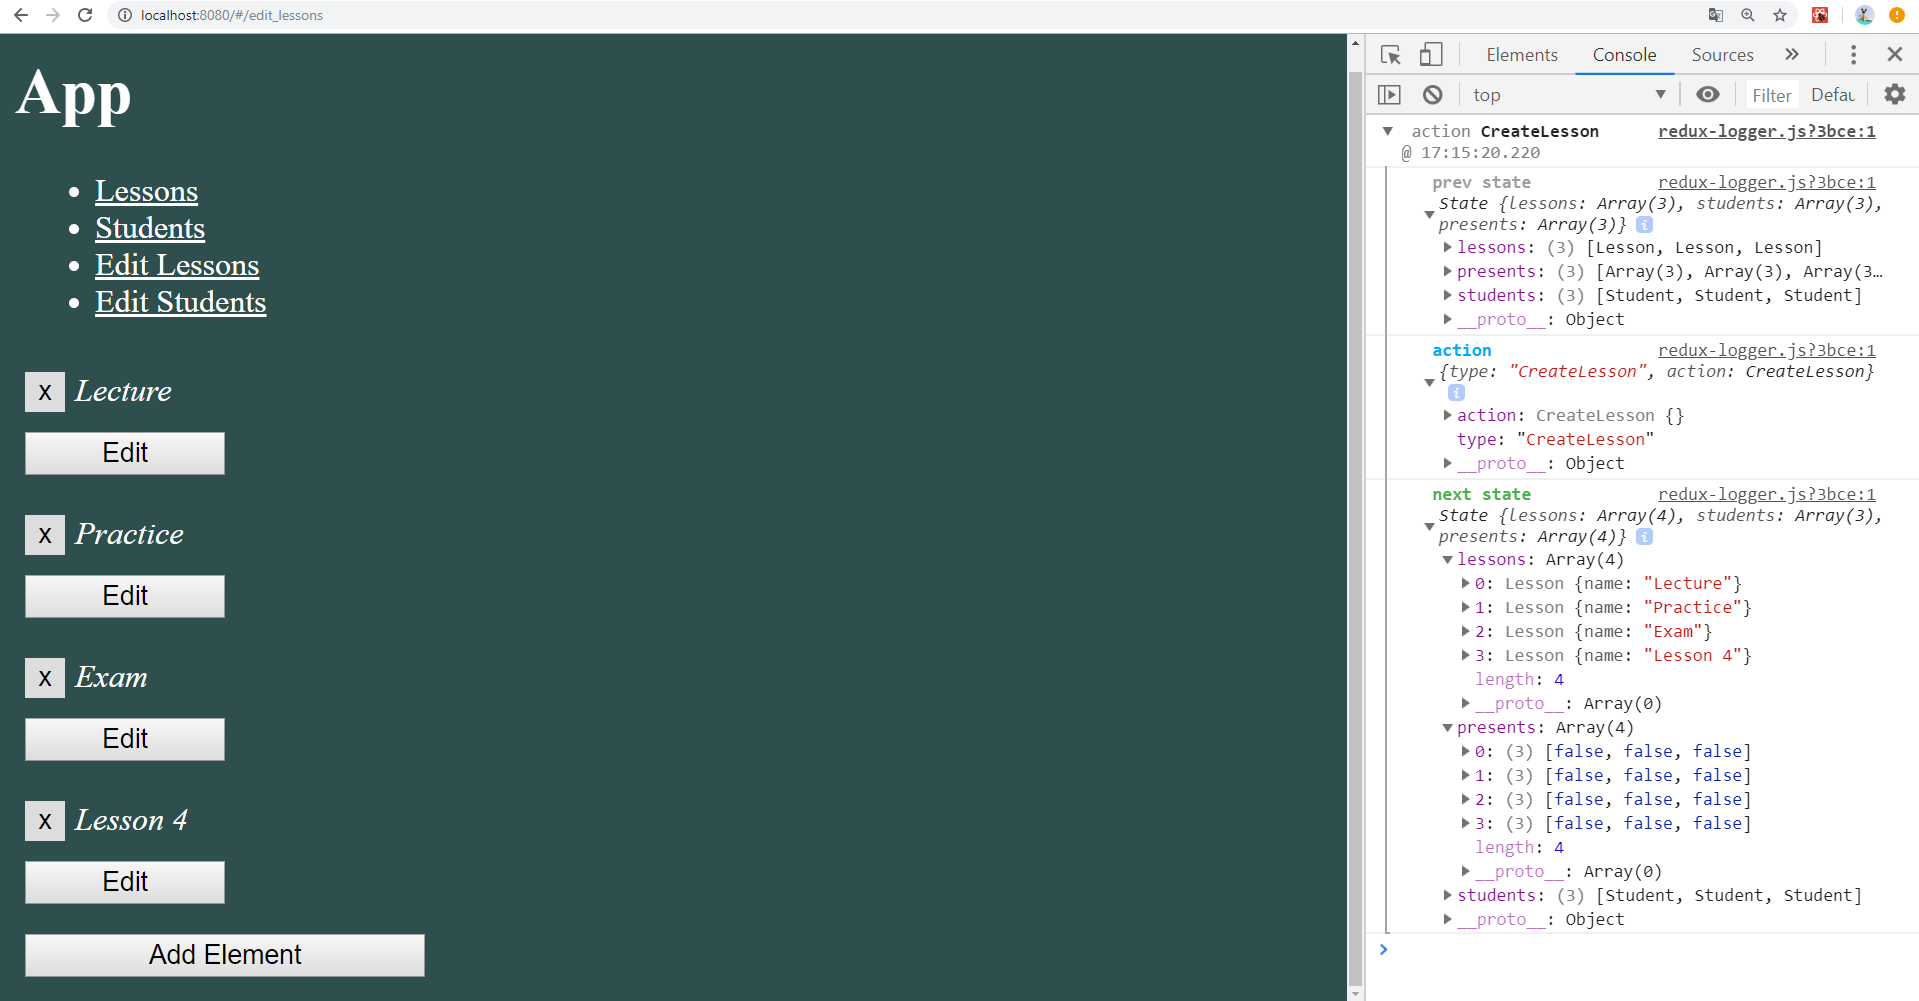 localhost:8080/#/edit_lessons
App
Lessons
Students
Edit Lessons
Edit Students
x Lecture
Edit
x Practice
Edit
x Exam
Edit
x Lesson 4
Edit
Add Element
Elements Console Sources »
top Filter Defau
action CreateLesson redux-logger.js?3bce:1
@ 17:15:20.220
prev state redux-logger.js?3bce:1
State {lessons: Array(3), students: Array(3),
presents: Array(3)} i
lessons: (3) [Lesson, Lesson, Lesson]
presents: (3) [Array(3), Array(3), Array(3…
students: (3) [Student, Student, Student]
__proto__: Object
action redux-logger.js?3bce:1
{type: "CreateLesson", action: CreateLesson}
i
action: CreateLesson {}
type: "CreateLesson"
__proto__: Object
next state redux-logger.js?3bce:1
State {lessons: Array(4), students: Array(3),
presents: Array(4)} i
lessons: Array(4)
0: Lesson {name: "Lecture"}
1: Lesson {name: "Practice"}
2: Lesson {name: "Exam"}
3: Lesson {name: "Lesson 4"}
length: 4
__proto__: Array(0)
presents: Array(4)
0: (3) [false, false, false]
1: (3) [false, false, false]
2: (3) [false, false, false]
3: (3) [false, false, false]
length: 4
__proto__: Array(0)
students: (3) [Student, Student, Student]
__proto__: Object